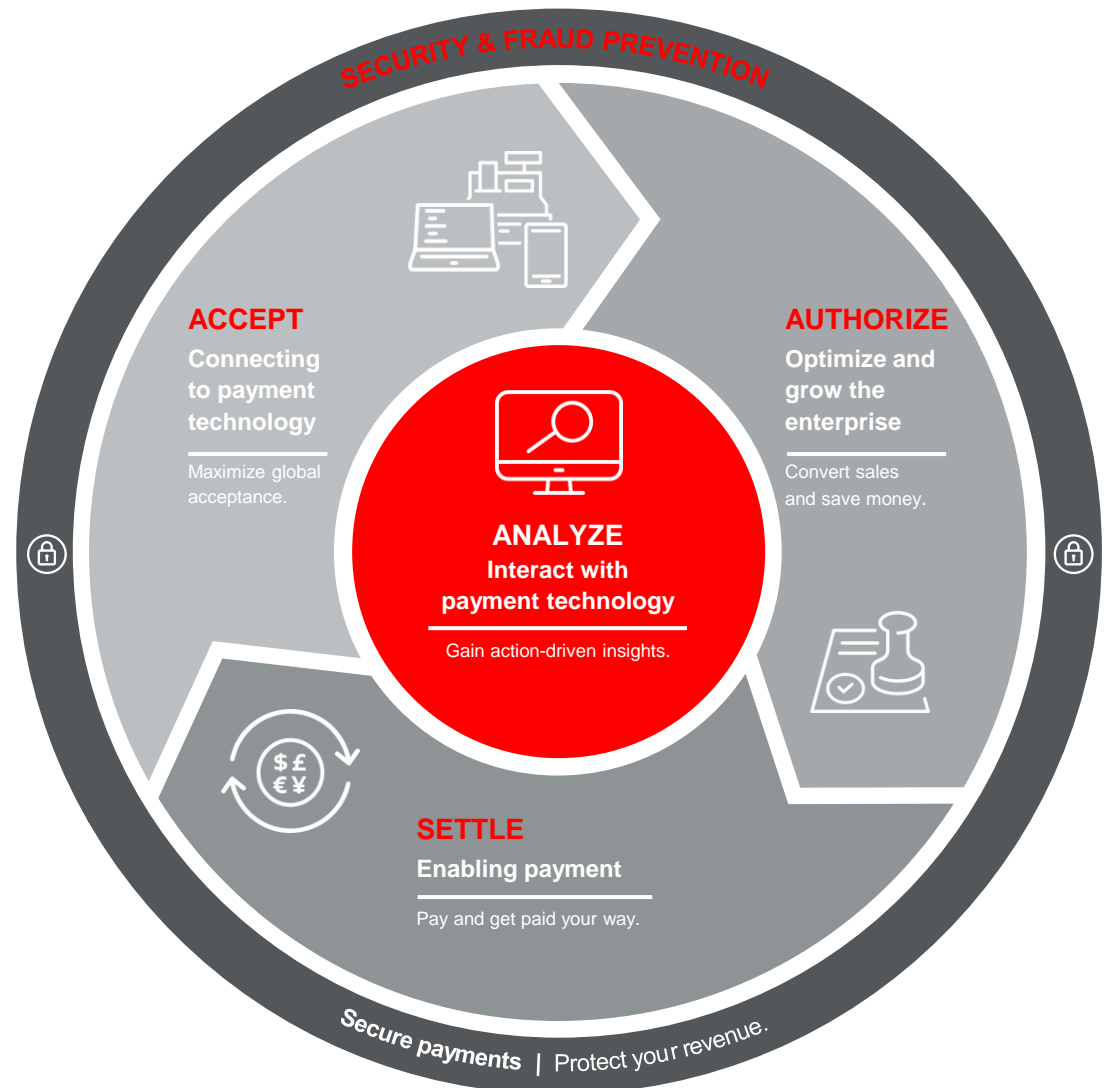 SECURITY & FRAUD PREVENTION
ACCEPT
Connecting
to payment
technology
Maximize global
acceptance.
AUTHORIZE
Optimize and
grow the
enterprise
Convert sales
and save money.
ANALYZE
Interact with
payment technology
Gain action-driven insights.
$£
€¥
SETTLE
Enabling payment
Pay and get paid your way.
Secure payments | Protect your revenue.